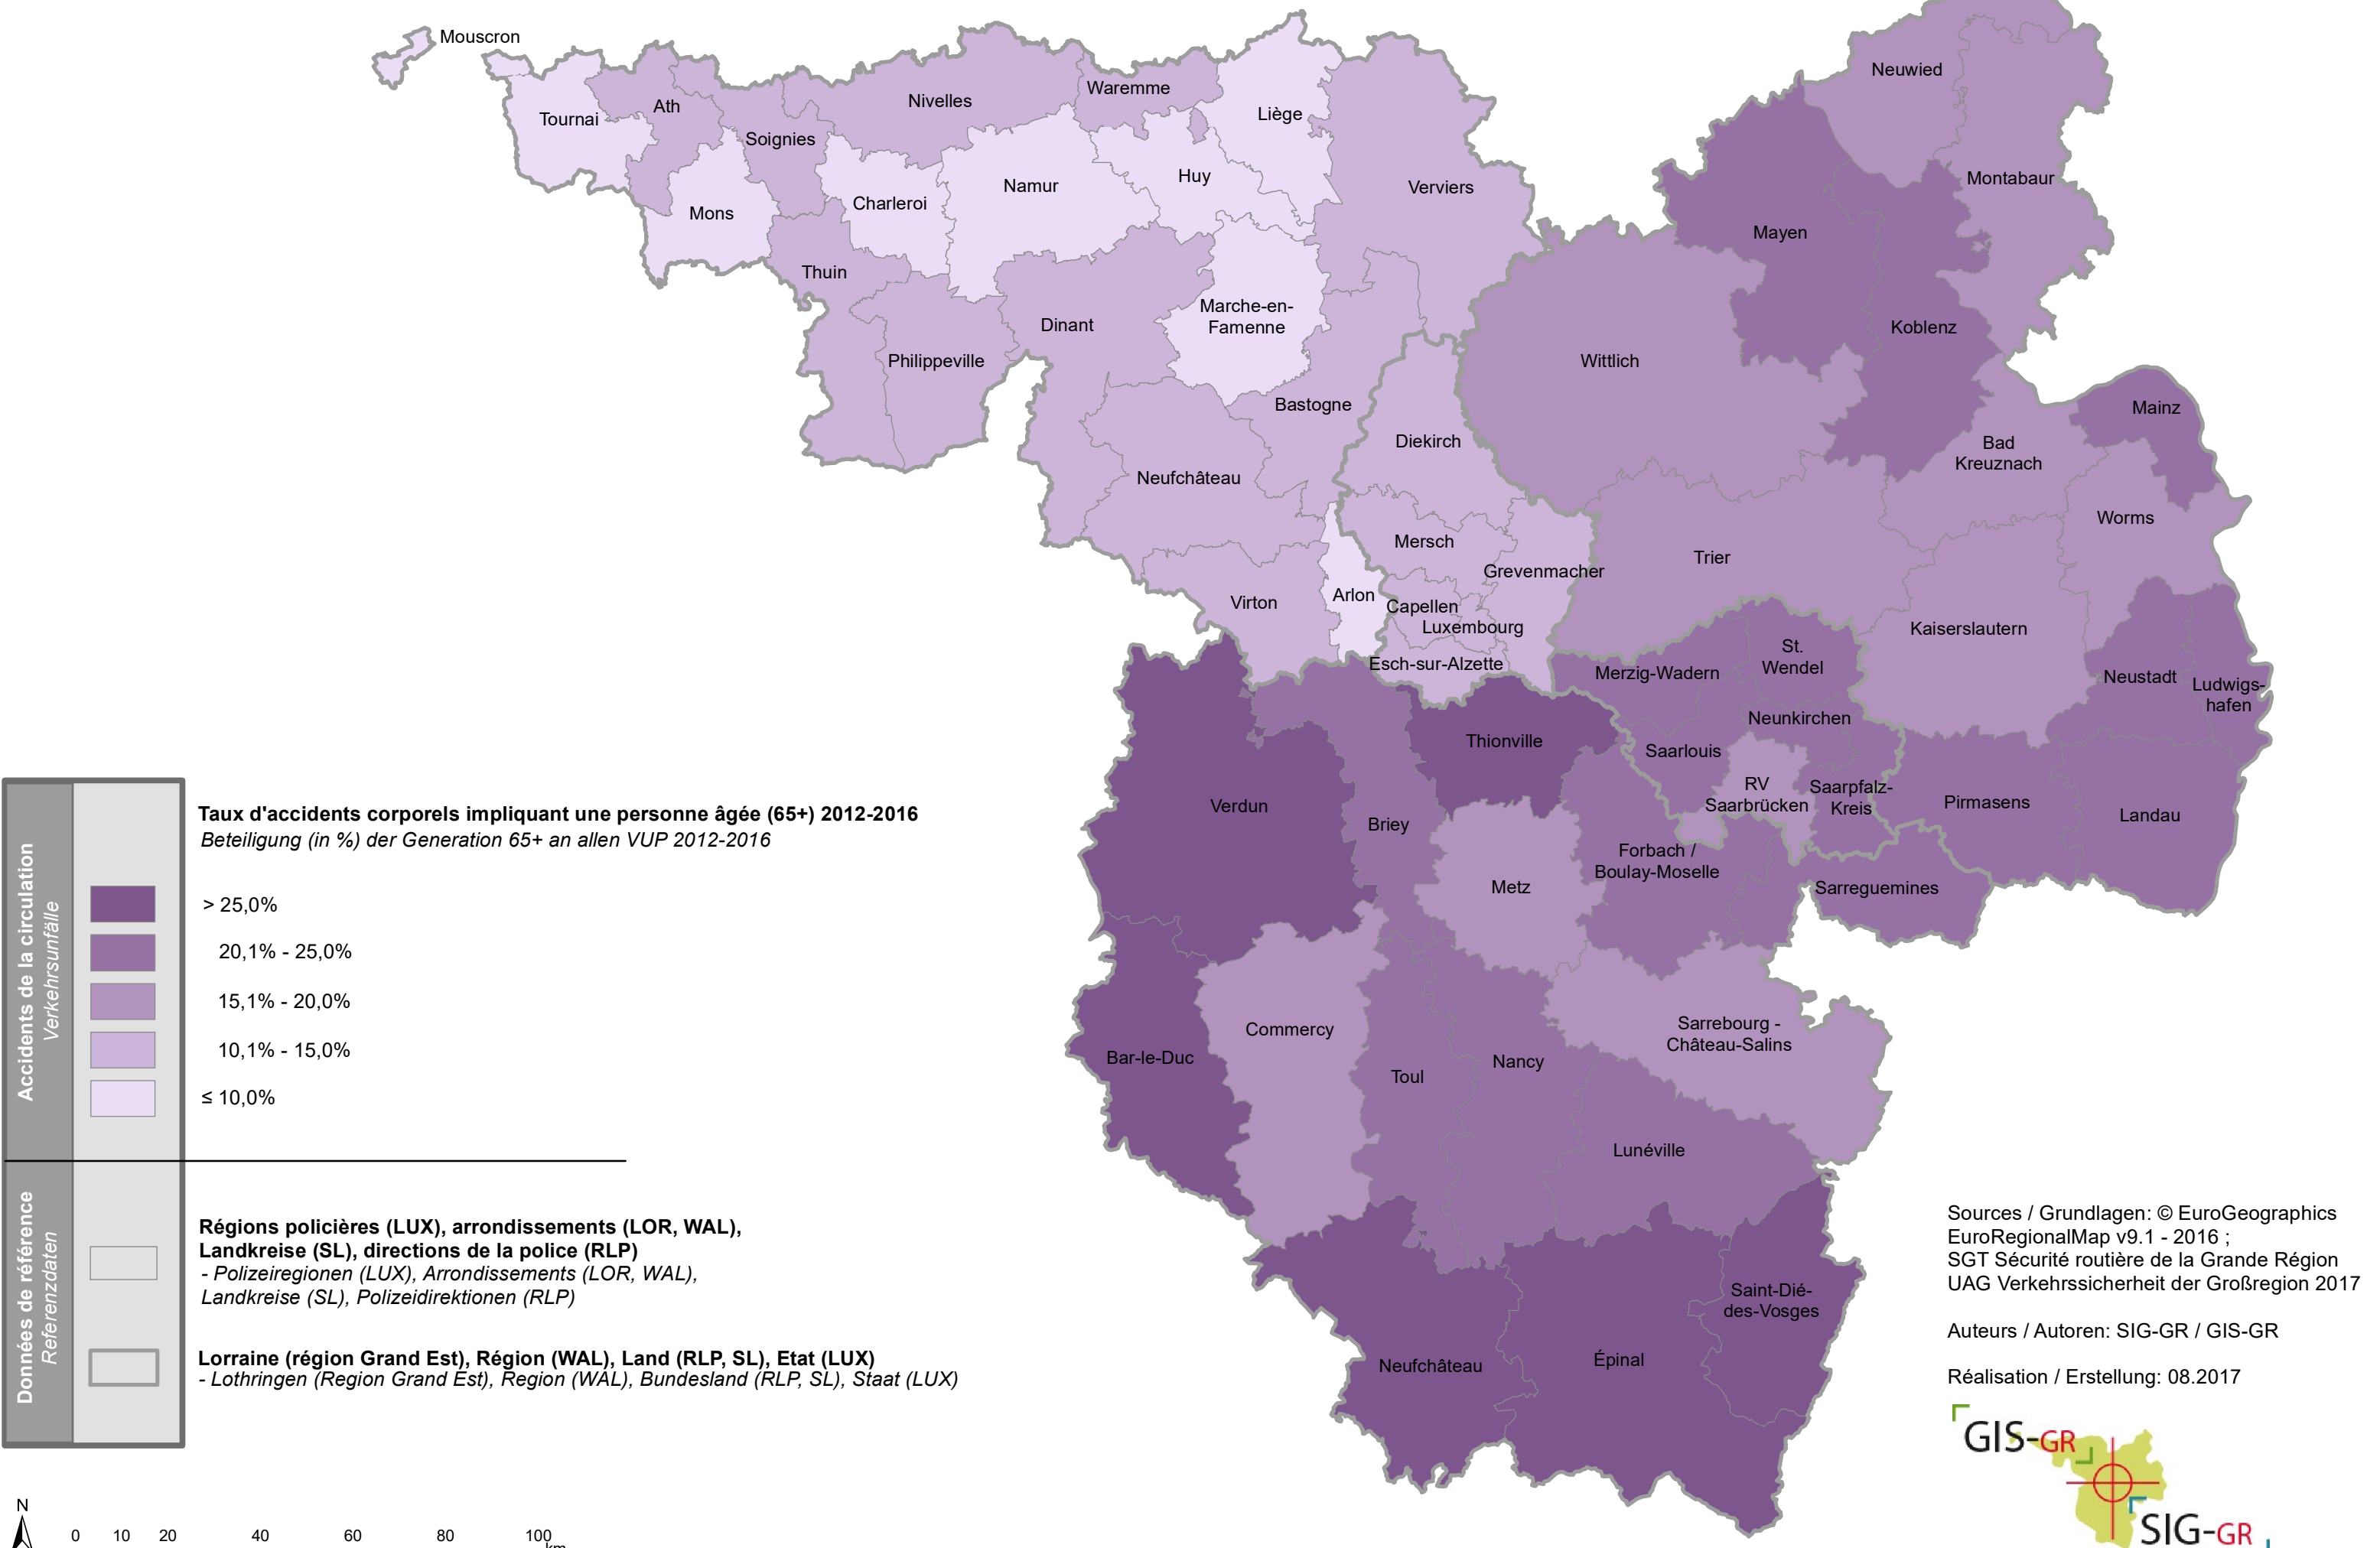 Mouscron
Tournai
Ath
Soignies
Nivelles
Waremme
Liège
Mons
Charleroi
Namur
Huy
Verviers
Thuin
Philippeville
Dinant
Marche-en-
Famenne
Bastogne
Neufchâteau
Virton
Arlon
Diekirch
Mersch
Grevenmacher
Capellen
Luxembourg
Esch-sur-Alzette
Neuwied
Montabaur
Mayen
Koblenz
Wittlich
Mainz
Bad
Kreuznach
Worms
Trier
Kaiserslautern
Neustadt
Ludwigs-
hafen
Merzig-Wadern
St.
Wendel
Neunkirchen
Saarlouis
RV
Saarbrücken
Saarpfalz-
Kreis
Pirmasens
Landau
Thionville
Verdun
Briey
Metz
Forbach /
Boulay-Moselle
Sarreguemines
Sarrebourg -
Château-Salins
Commercy
Bar-le-Duc
Toul
Nancy
Lunéville
Saint-Dié-
des-Vosges
Neufchâteau
Épinal
Accidents de la circulation
Verkehrsunfälle
Taux d'accidents corporels impliquant une personne âgée (65+) 2012-2016
Beteiligung (in %) der Generation 65+ an allen VUP 2012-2016
> 25,0%
20,1% - 25,0%
15,1% - 20,0%
10,1% - 15,0%
≤ 10,0%
Données de référence
Referenzdaten
Régions policières (LUX), arrondissements (LOR, WAL),
Landkreise (SL), directions de la police (RLP)
- Polizeiregionen (LUX), Arrondissements (LOR, WAL),
Landkreise (SL), Polizeidirektionen (RLP)
Lorraine (région Grand Est), Région (WAL), Land (RLP, SL), Etat (LUX)
- Lothringen (Region Grand Est), Region (WAL), Bundesland (RLP, SL), Staat (LUX)
N
0 10 20 40 60 80 100
km
Sources / Grundlagen: © EuroGeographics
EuroRegionalMap v9.1 - 2016 ;
SGT Sécurité routière de la Grande Région
UAG Verkehrssicherheit der Großregion 2017
Auteurs / Autoren: SIG-GR / GIS-GR
Réalisation / Erstellung: 08.2017
GIS-GR
SIG-GR